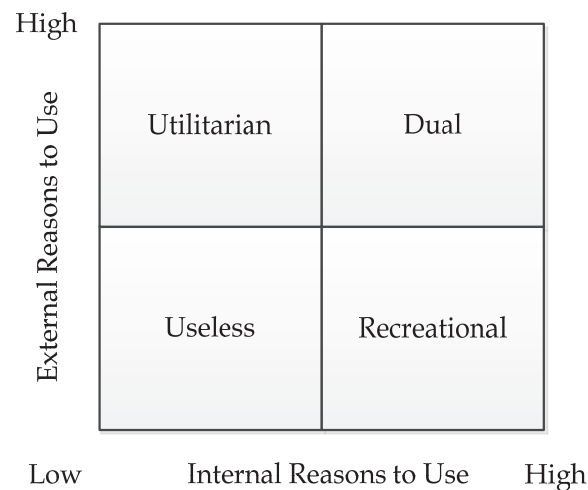 High
External Reasons to Use
Utilitarian
Dual
Useless
Recreational
Low
Internal Reasons to Use
High